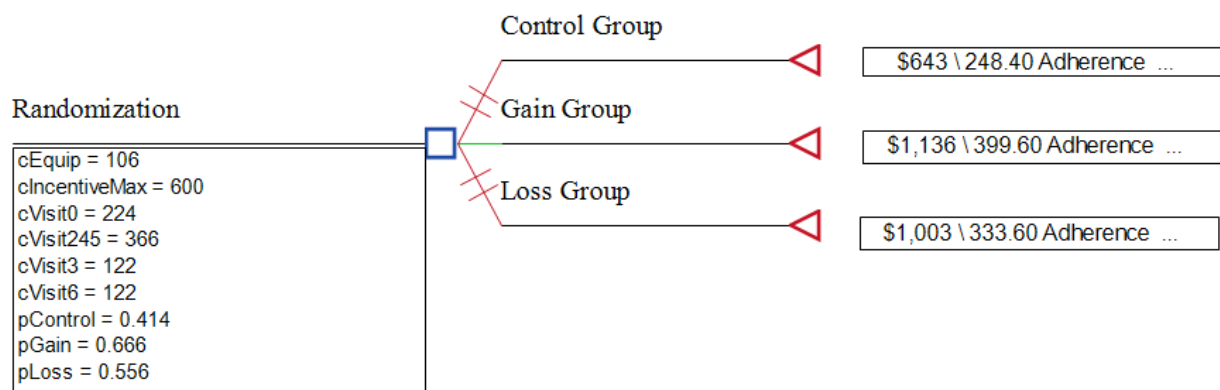 Control Group
$643 \ 248.40 Adherence ...
Randomization
Gain Group
$1,136 \ 399.60 Adherence ...
cEquip = 106
cIncentiveMax = 600
cVisit0 = 224
cVisit245 = 366
cVisit3 = 122
cVisit6 = 122
pControl = 0.414
pGain = 0.666
pLoss = 0.556
Loss Group
$1,003 \ 333.60 Adherence ...